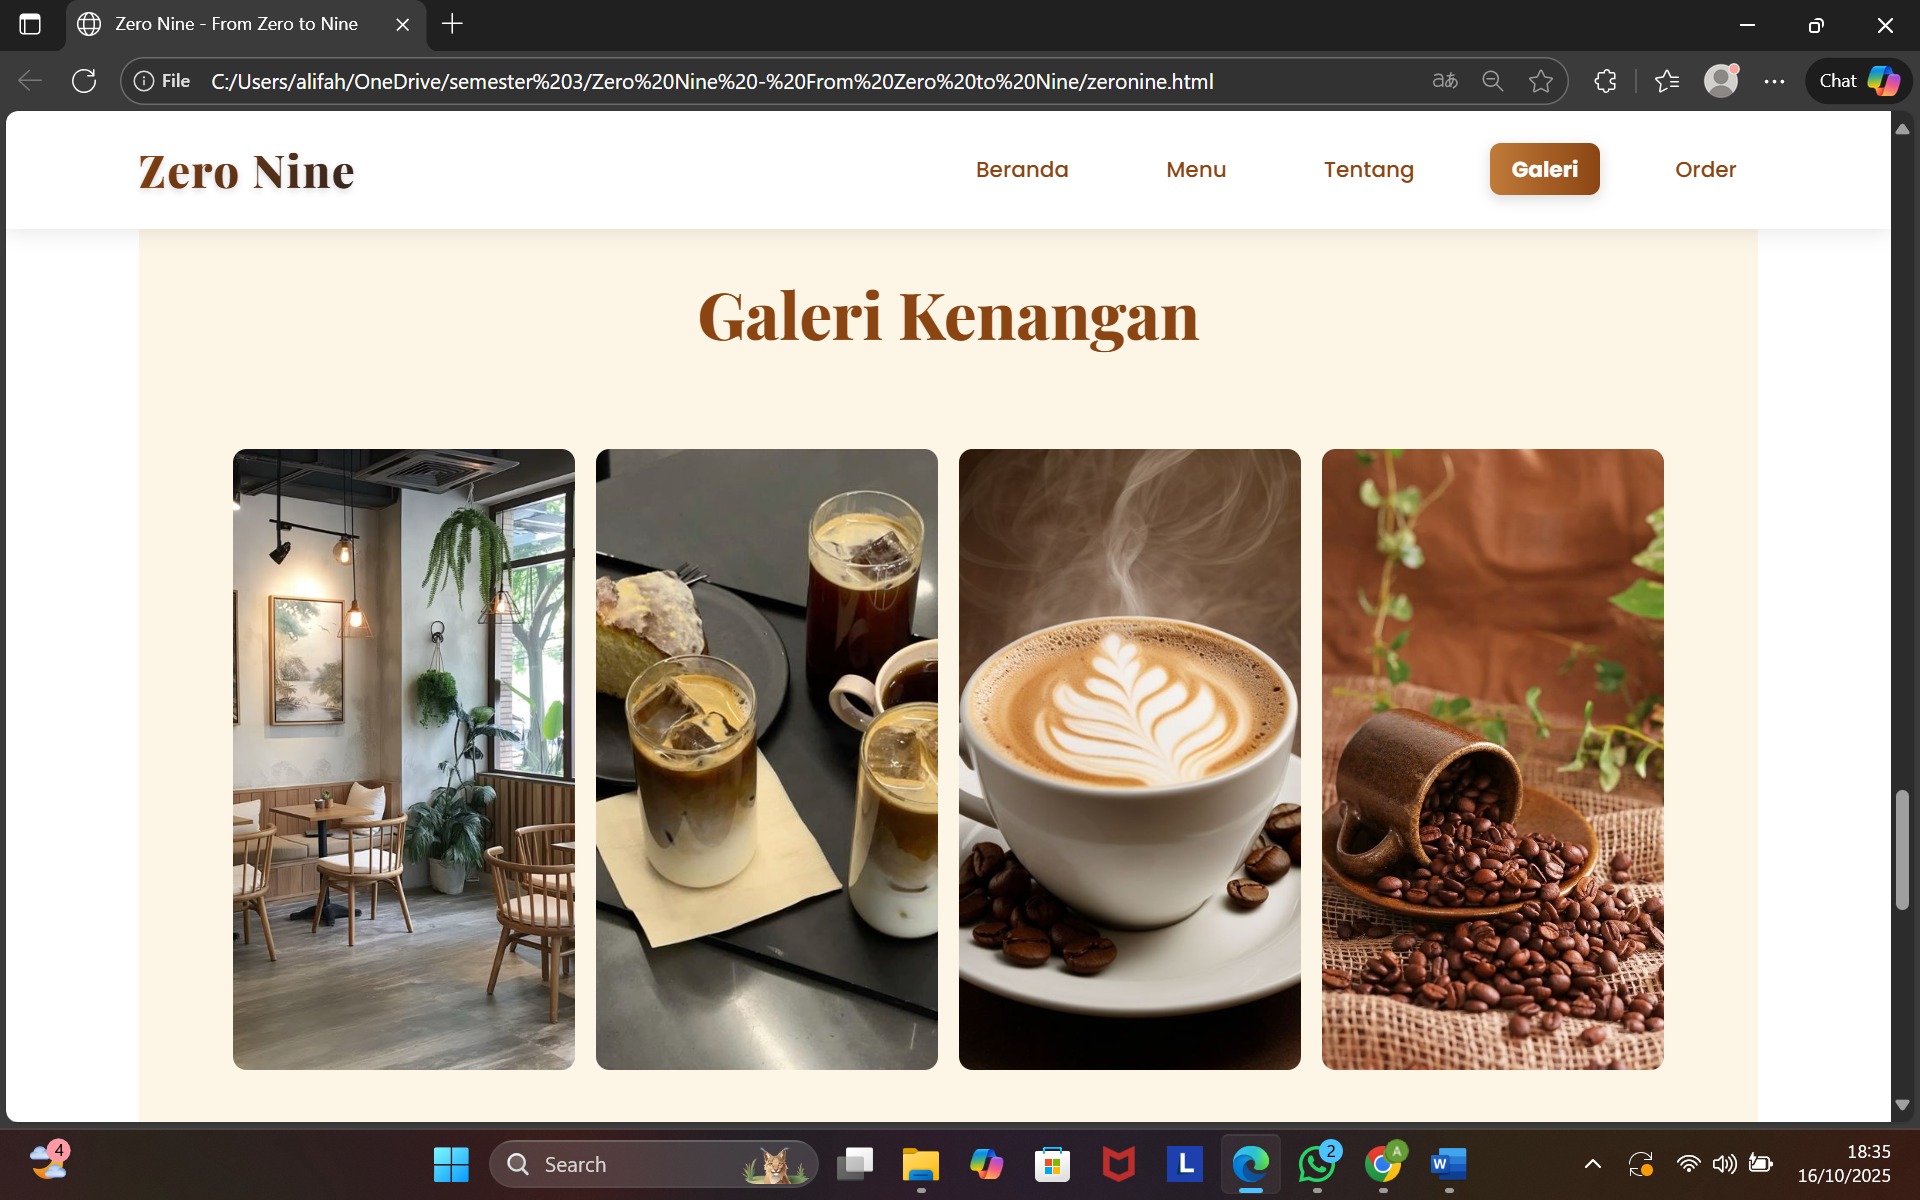 Zero Nine - From Zero to Nine
File C:/Users/alifah/OneDrive/semester%203/Zero%20Nine%20-%20From%20Zero%20to%20Nine/zeronine.html
aあ
Chat
Zero Nine
Beranda Menu Tentang Galeri Order
Galeri Kenangan
4
Search
L
2
A
W
18:35
16/10/2025